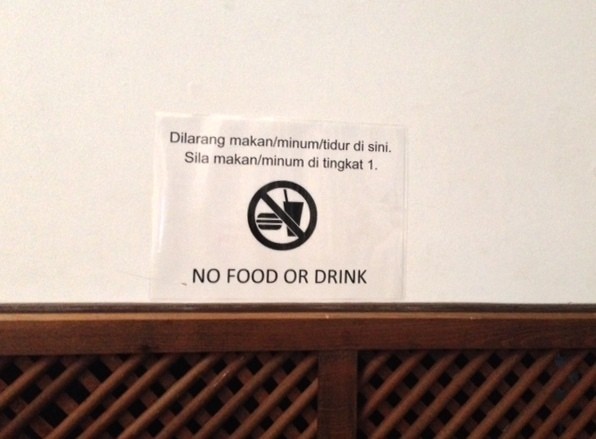 Dilarang makan/minum/tidur di sini.
Sila makan/minum di tingkat 1.
NO FOOD OR DRINK